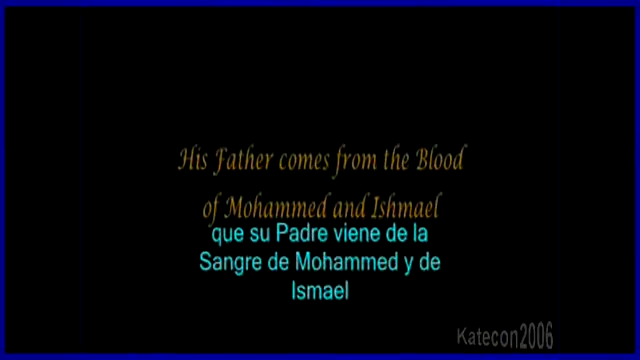 His Father comes from the Blood
of Mohammed and Ishmael
que su Padre viene de la
Sangre de Mohammed y de
Ismael
Katecon2006